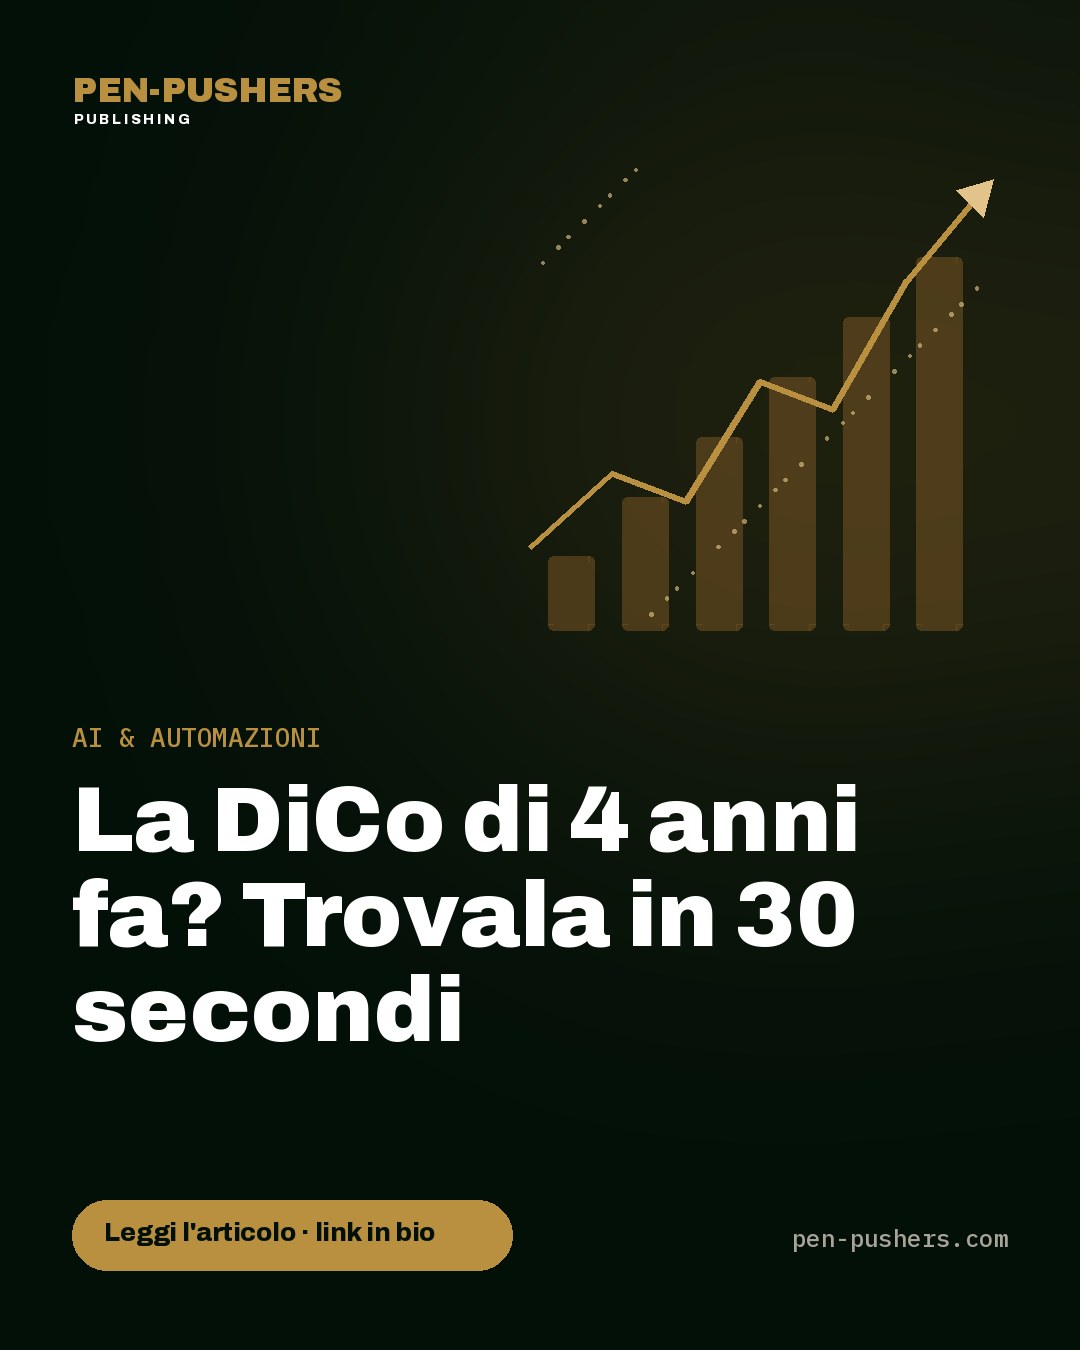 PEN-PUSHERS
PUBLISHING
AI & AUTOMAZIONI
La DiCo di 4 anni
fa? Trovala in 30
secondi
Leggi l'articolo · link in bio
pen-pushers.com